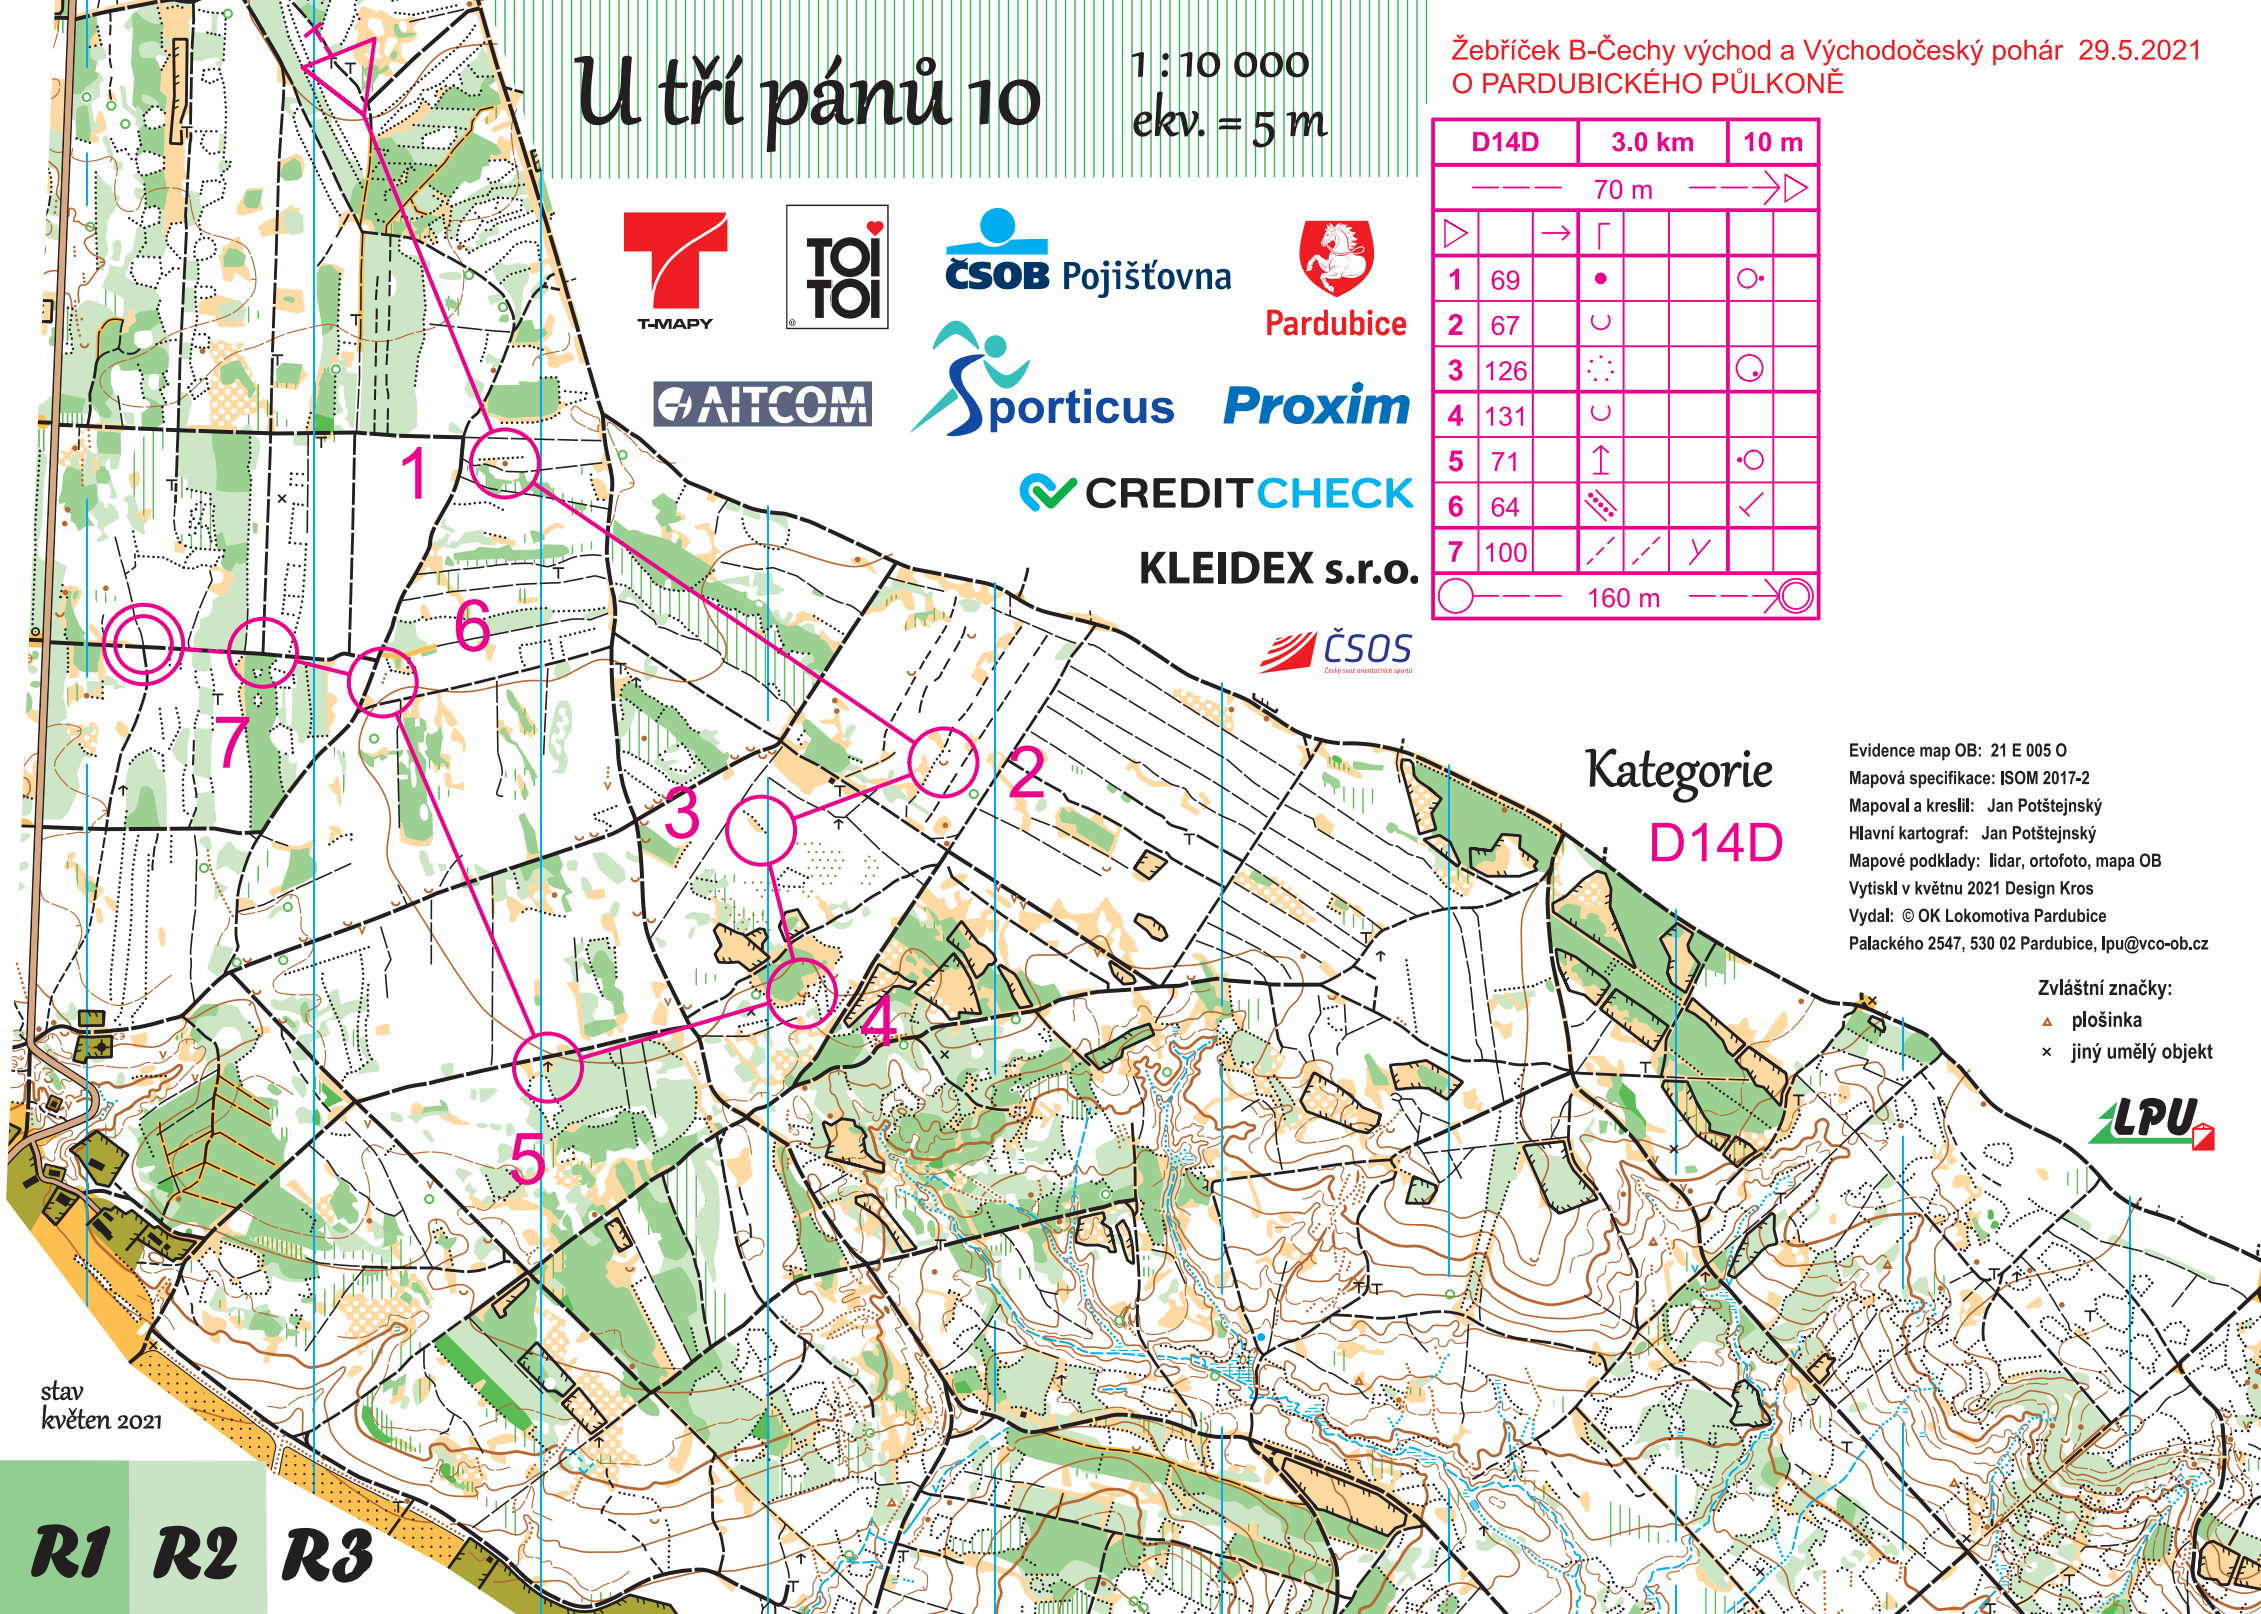 U tří pánů 10
1 : 10 000
ekv. = 5 m
Žebříček B-Čechy východ a Východočeský pohár 29.5.2021
O PARDUBICKÉHO PŮLKONĚ
D14D 3.0 km 10 m
70 m
1 69
2 67
3 126
4 131
5 71
6 64
7 100
160 m
T-MAPY
TOI
TOI
ČSOB Pojišťovna
Pardubice
AITCOM
Sporticus
Proxim
CREDITCHECK
KLEIDEX s.r.o.
ČSOS
Český svaz orientačních sportů
1
2
3
4
5
6
7
Kategorie
D14D
Evidence map OB: 21 E 005 O
Mapová specifikace: ISOM 2017-2
Mapoval a kreslil: Jan Potštejnský
Hlavní kartograf: Jan Potštejnský
Mapové podklady: lidar, ortofoto, mapa OB
Vytiskl v květnu 2021 Design Kros
Vydal: © OK Lokomotiva Pardubice
Palackého 2547, 530 02 Pardubice, lpu@vco-ob.cz
Zvláštní značky:
plošinka
jiný umělý objekt
LPU
stav
květen 2021
R1 R2 R3